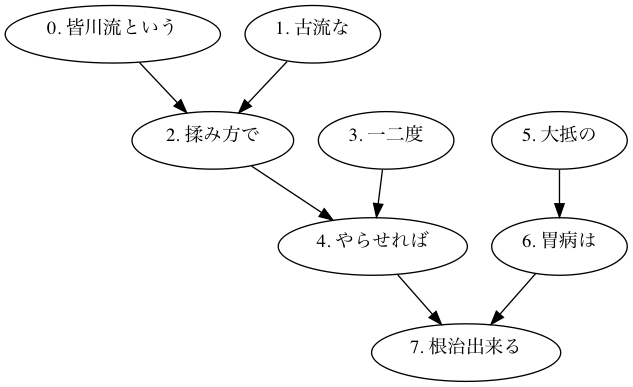 0. 皆川流という
1. 古流な
2. 揉み方で
3. 一二度
5. 大抵の
4. やらせれば
6. 胃病は
7. 根治出来る